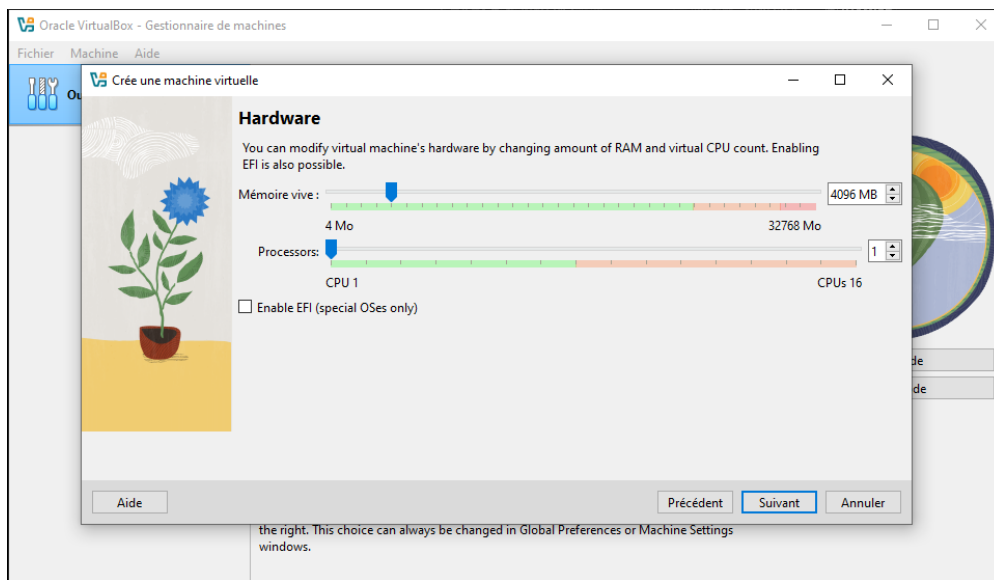 Oracle VirtualBox - Gestionnaire de machines
Fichier Machine Aide
Crée une machine virtuelle
Hardware
You can modify virtual machine's hardware by changing amount of RAM and virtual CPU count. Enabling
EFI is also possible.
Mémoire vive : 4096 MB
4 Mo 32768 Mo
Processors: 1
CPU 1 CPUs 16
Enable EFI (special OSes only)
de
de
Aide Précédent Suivant Annuler
the right. This choice can always be changed in Global Preferences or Machine Settings
windows.